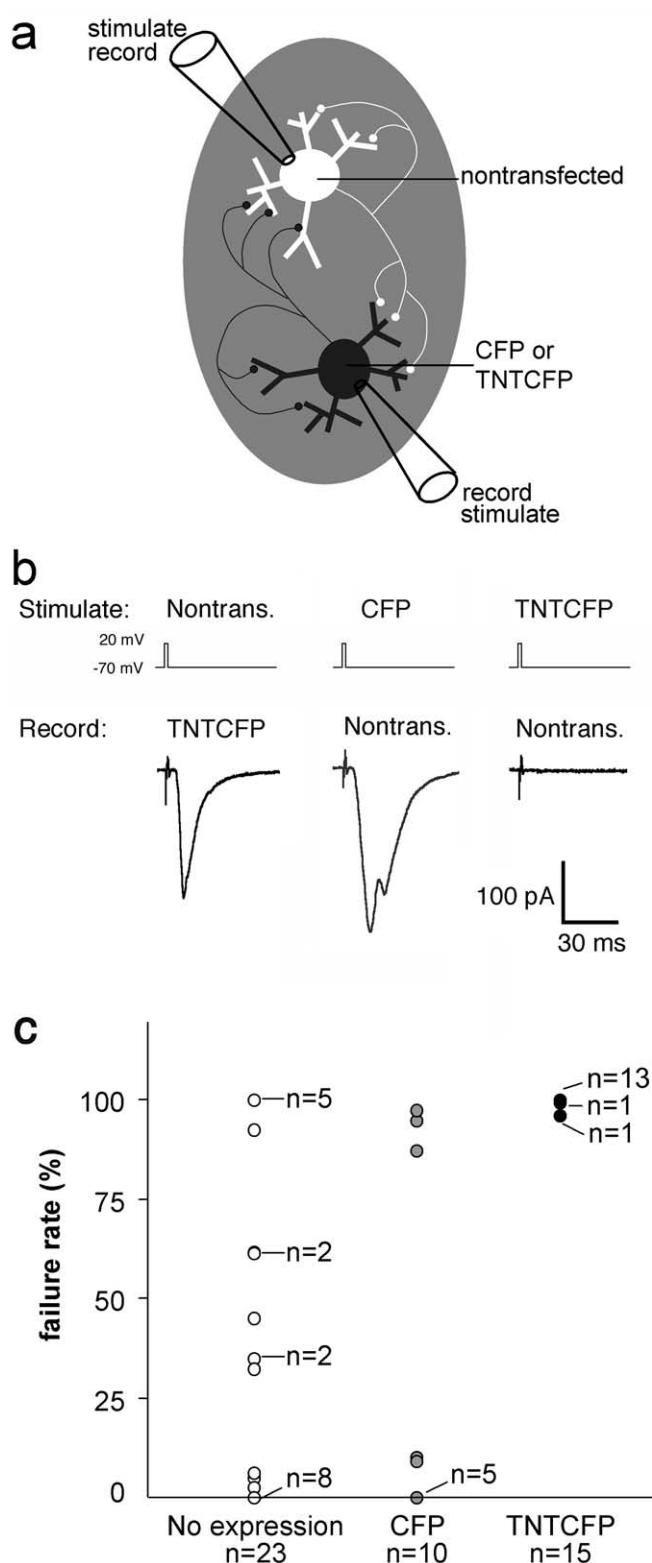 a
stimulate
record
nontransfected
CFP or
TNTCFP
record
stimulate
b
Stimulate: Nontrans. CFP TNTCFP
20 mV
-70 mV
Record: TNTCFP Nontrans. Nontrans.
100 pA
30 ms
c
failure rate (%)
100
75
50
25
0
n=5
n=2
n=2
n=8
n=5
n=13
n=1
n=1
No expression CFP TNTCFP
n=23 n=10 n=15